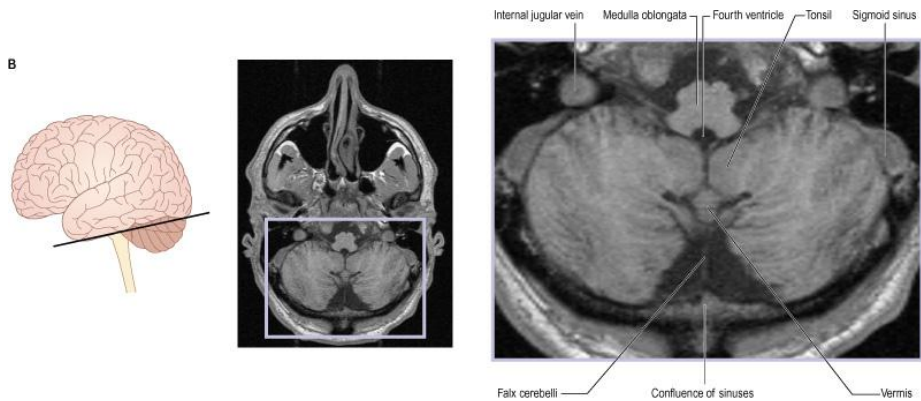 Internal jugular vein
Medulla oblongata
Fourth ventricle
Tonsil
Sigmoid sinus
B
Falx cerebelli
Confluence of sinuses
Vermis